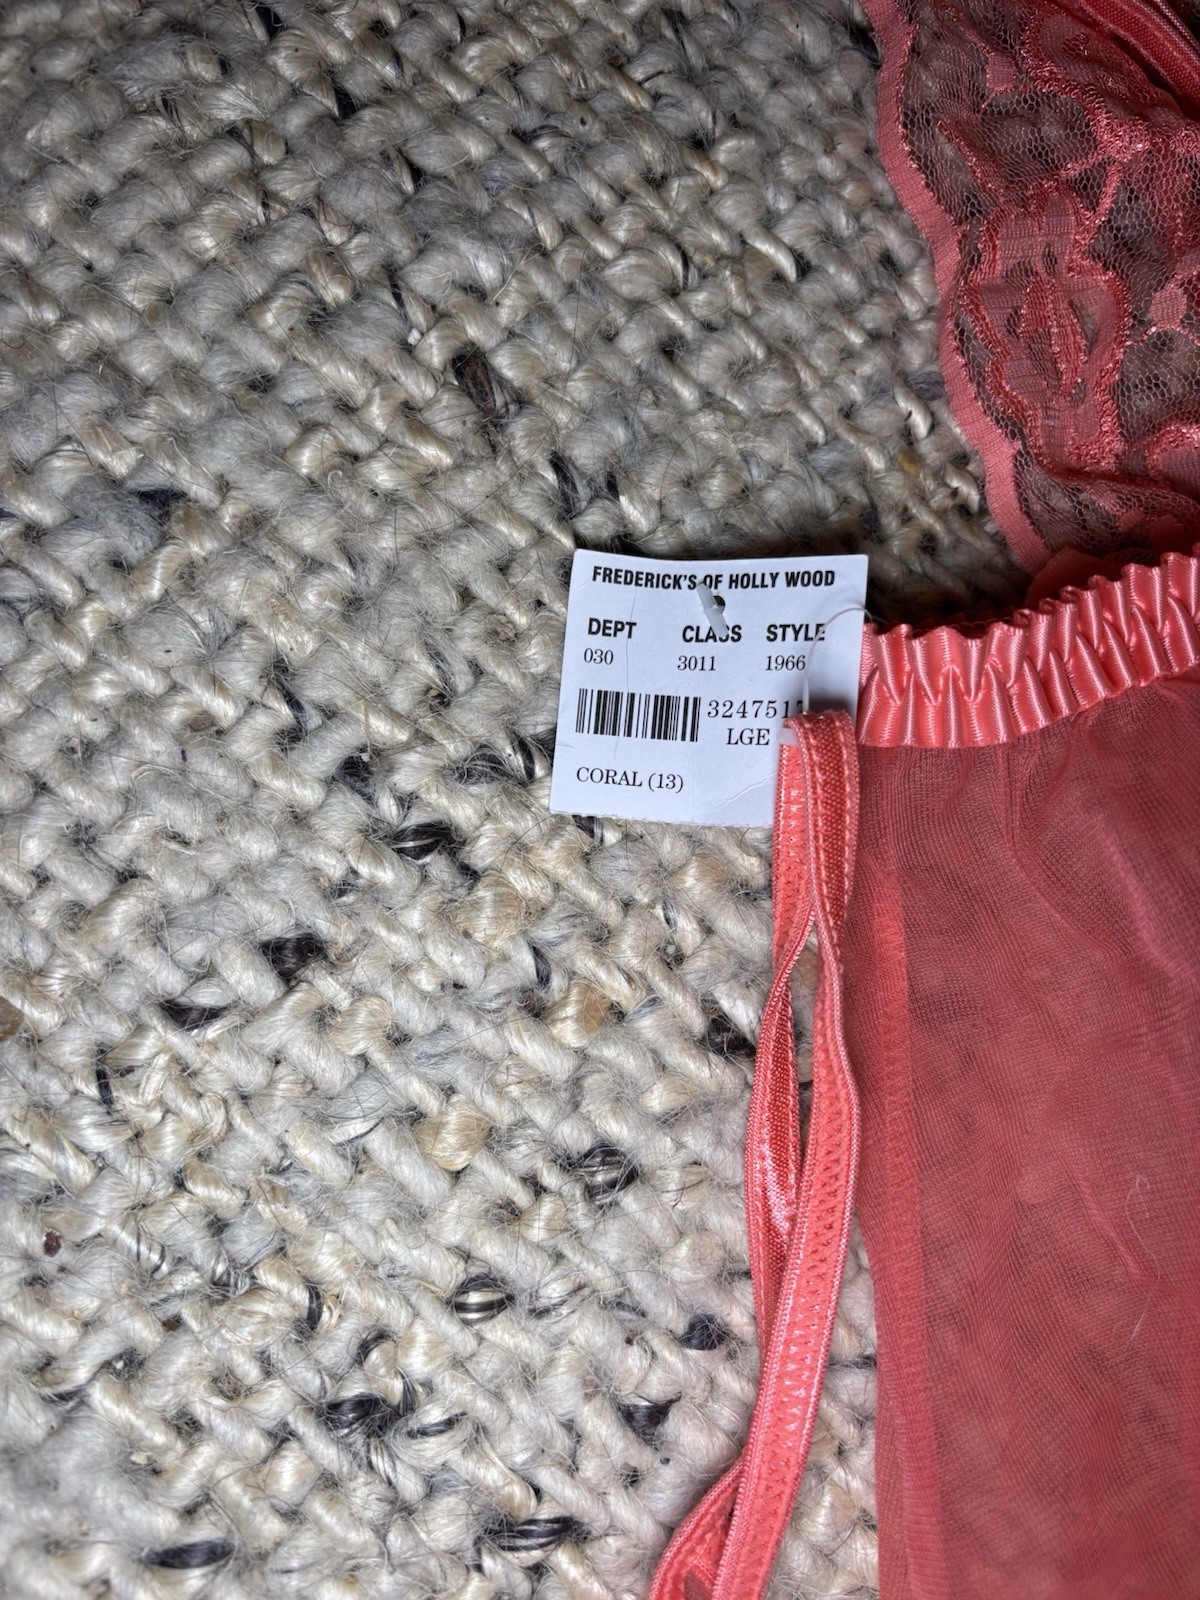 FREDERICK'S OF HOLLY WOOD
DEPT CLASS STYLE
030 3011 1966
LGE
CORAL (13)